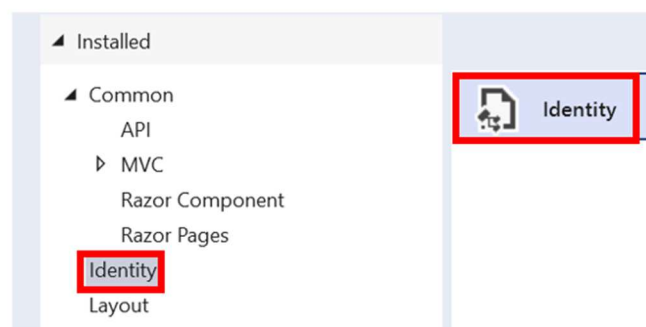 Installed
Common
API
MVC
Razor Component
Razor Pages
Identity
Layout
Identity